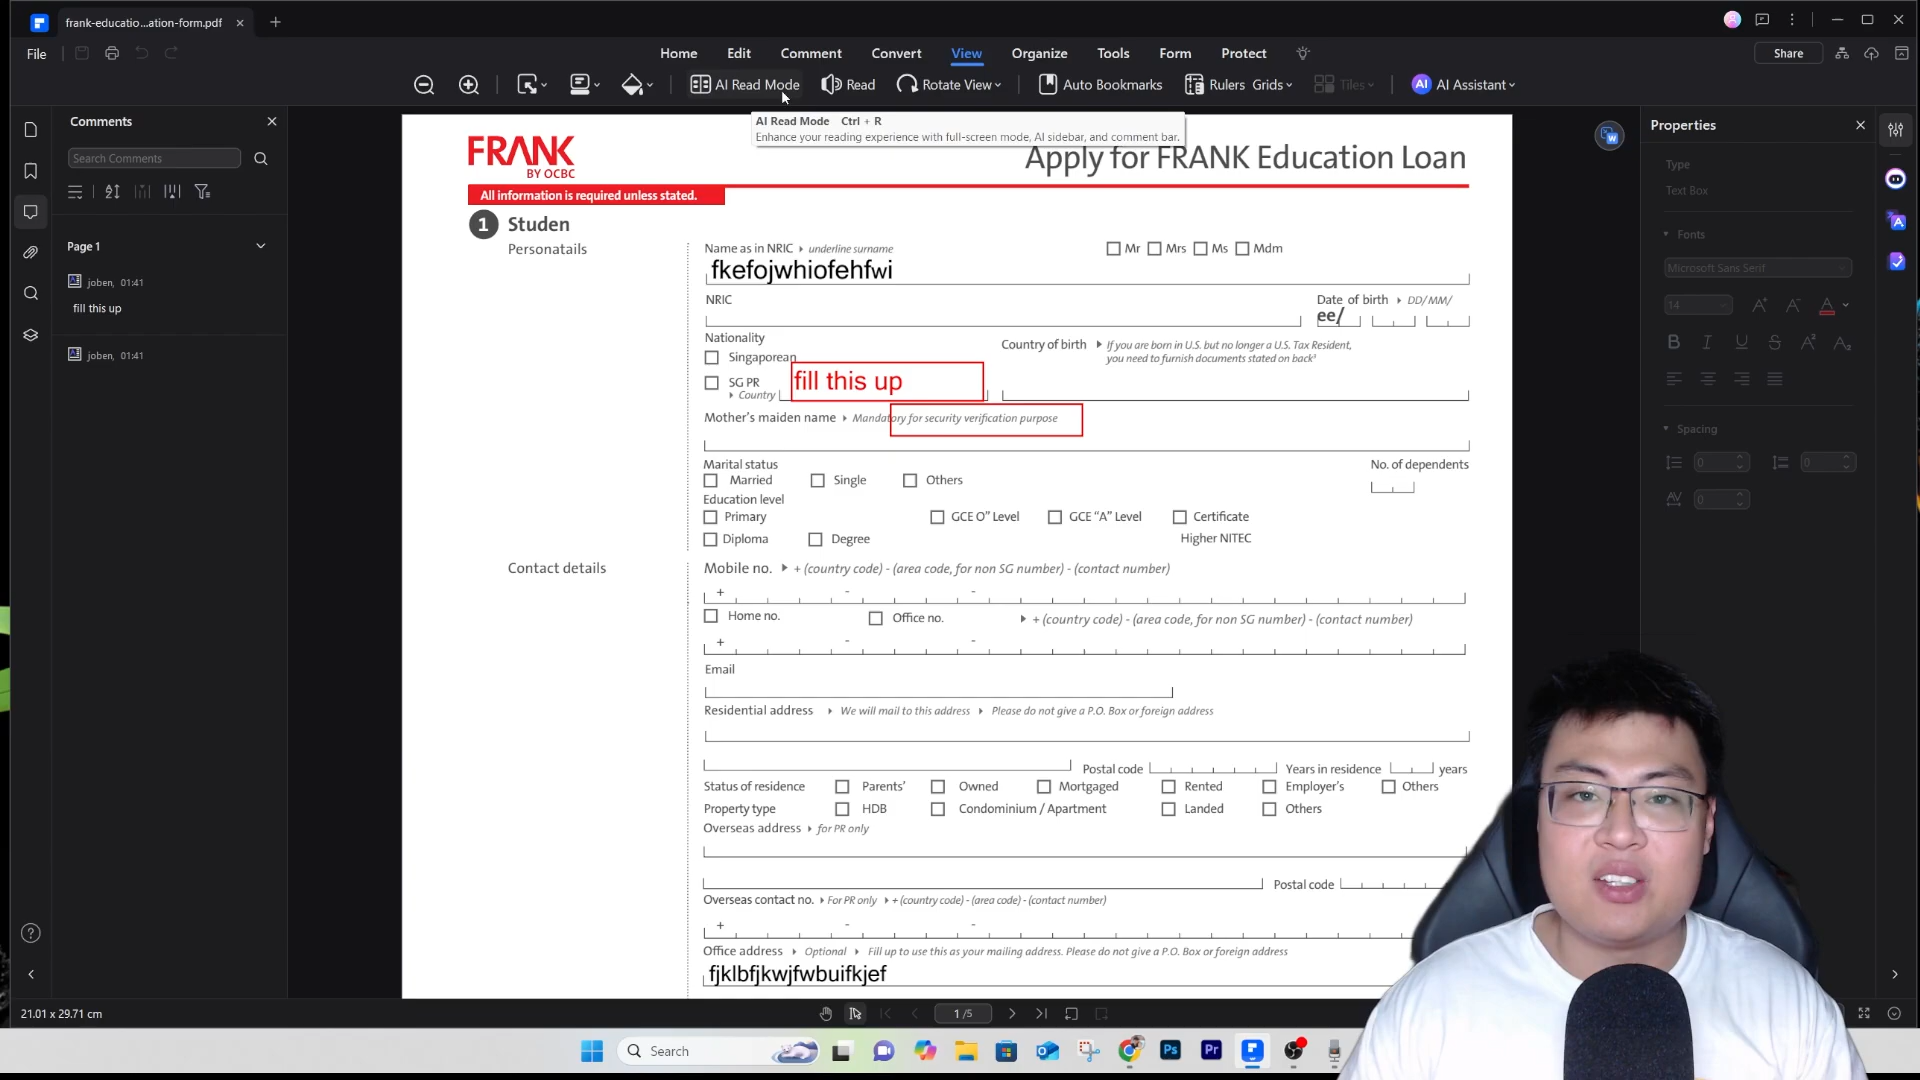 frank-educatio...ation-form.pdf
File
Home Edit Comment Convert View Organize Tools Form Protect
Share
AI Read Mode Read Rotate View Auto Bookmarks Rulers Grids Tiles AI AI Assistant
Comments
Search Comments
Page 1
joben, 01:41
fill this up
joben, 01:41
AI Read Mode Ctrl + R
Enhance your reading experience with full-screen mode, AI sidebar, and comment bar.
FRANK
BY OCBC
Apply for FRANK Education Loan
All information is required unless stated.
1 Studen
Personatails
Name as in NRIC underline surname
Mr Mrs Ms Mdm
fkefojwhiofehfwi
NRIC
Date of birth DD/MM/
ee/
Nationality
Singaporean
Country of birth If you are born in U.S. but no longer a U.S. Tax Resident,
you need to furnish documents stated on back³
SG PR
Country
fill this up
Mother's maiden name Mandatory for security verification purpose
Marital status
No. of dependents
Married Single Others
Education level
Primary GCE O" Level GCE "A" Level Certificate
Diploma Degree Higher NITEC
Contact details
Mobile no. + (country code) - (area code, for non SG number) - (contact number)
+ - -
Home no. Office no. + (country code) - (area code, for non SG number) - (contact number)
+ - -
Email
Residential address We will mail to this address Please do not give a P.O. Box or foreign address
Postal code Years in residence years
Status of residence Parents' Owned Mortgaged Rented Employer's Others
Property type HDB Condominium / Apartment Landed Others
Overseas address for PR only
Postal code
Overseas contact no. For PR only + (country code) - (area code) - (contact number)
+ - -
Office address Optional Fill up to use this as your mailing address. Please do not give a P.O. Box or foreign address
fjklbfjkwjfwbuifkjef
Properties
Type
Text Box
Fonts
Microsoft Sans Serif
14
Spacing
0 0
0
21.01 x 29.71 cm
1 /5
Search
Ps
Pr